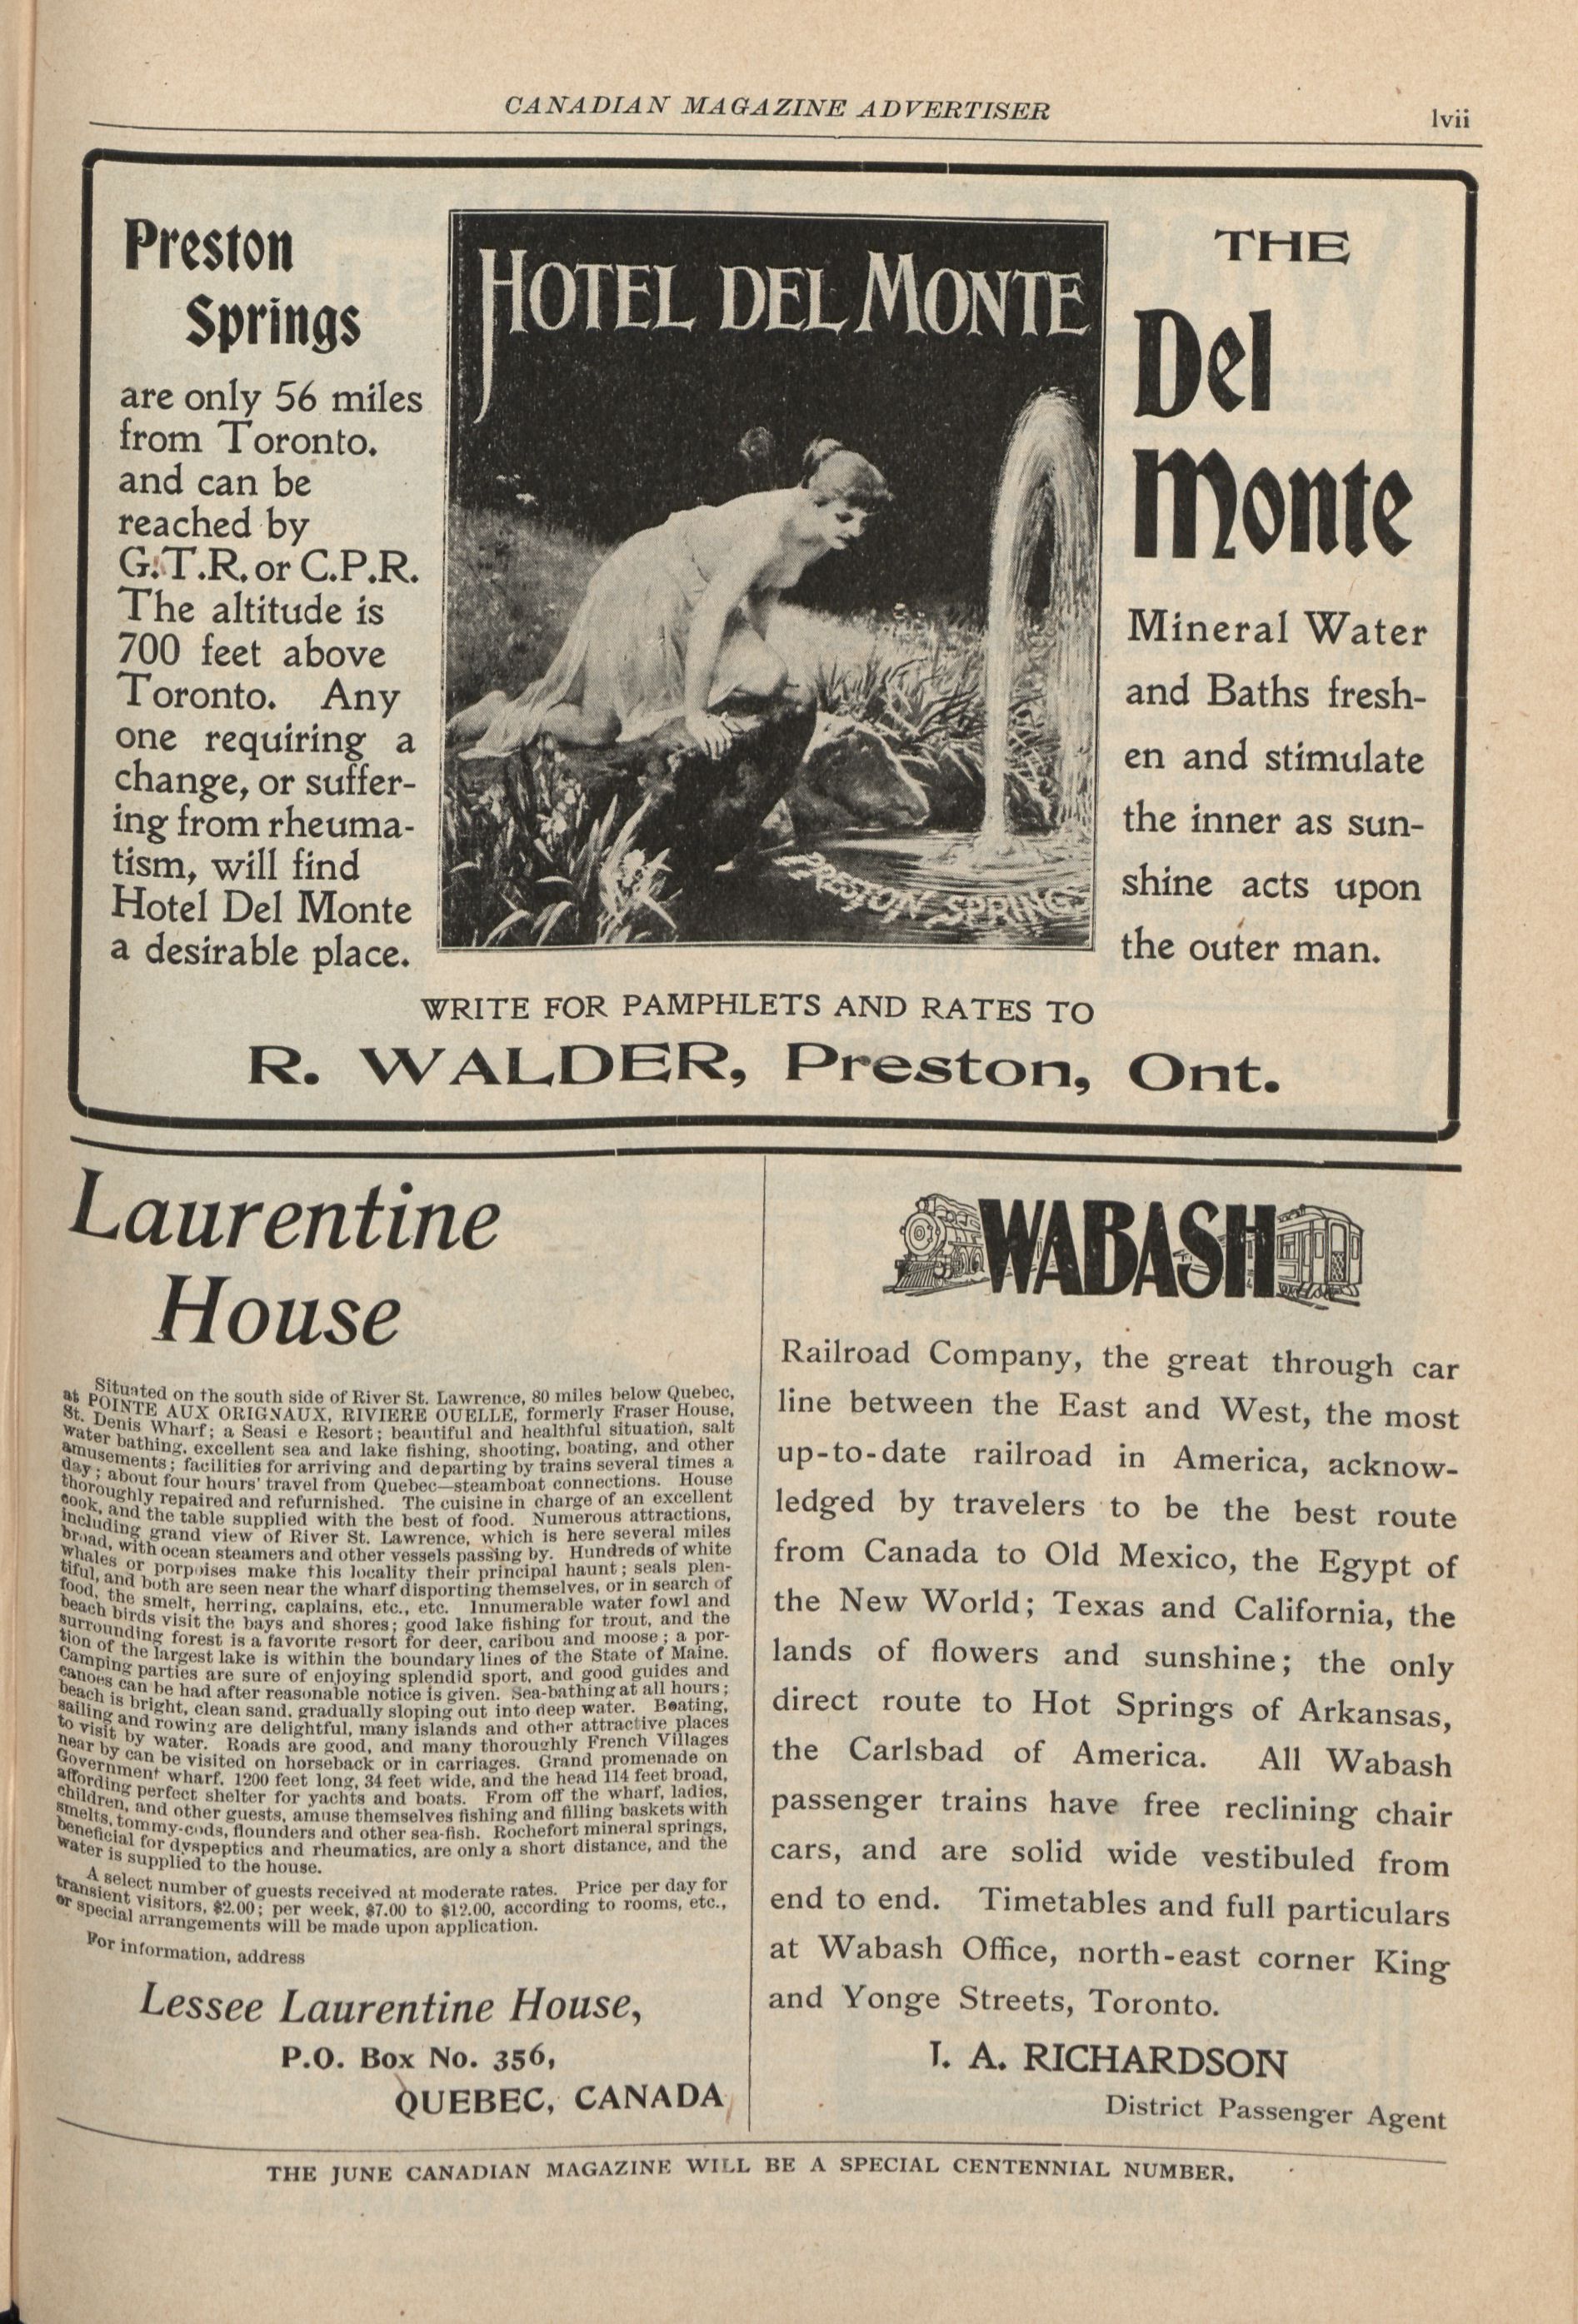 CANADIAN MAGAZINE ADVERTISER
lvii
Preston
Springs
are only 56 miles
from Toronto.
and can be
reached by
G.T.R. or C.P.R.
The altitude is
700 feet above
Toronto. Any
one requiring a
change, or suffer-
ing from rheuma-
tism, will find
Hotel Del Monte
a desirable place.
HOTEL DEL MONTE
PRESTON SPRINGS
THE
Del
Monte
Mineral Water
and Baths fresh-
en and stimulate
the inner as sun-
shine acts upon
the outer man.
WRITE FOR PAMPHLETS AND RATES TO
R. WALDER, Preston, Ont.
Laurentine
House
Situated on the south side of River St. Lawrence, 80 miles below Quebec,
at POINTE AUX ORIGNAUX, RIVIERE OUELLE, formerly Fraser House,
St. Denis Wharf; a Seasi e Resort; beautiful and healthful situation, salt
water bathing, excellent sea and lake fishing, shooting, boating, and other
amusements; facilities for arriving and departing by trains several times a
day; about four hours' travel from Quebec—steamboat connections. House
thoroughly repaired and refurnished. The cuisine in charge of an excellent
cook, and the table supplied with the best of food. Numerous attractions,
including grand view of River St. Lawrence, which is here several miles
broad, with ocean steamers and other vessels passing by. Hundreds of white
whales or porpoises make this locality their principal haunt; seals plen-
tiful, and both are seen near the wharf disporting themselves, or in search of
food, the smelt, herring, caplains, etc., etc. Innumerable water fowl and
beach birds visit the bays and shores; good lake fishing for trout, and the
surrounding forest is a favorite resort for deer, caribou and moose; a por-
tion of the largest lake is within the boundary lines of the State of Maine.
Camping parties are sure of enjoying splendid sport, and good guides and
canoes can be had after reasonable notice is given. Sea-bathing at all hours;
beach is bright, clean sand, gradually sloping out into deep water. Boating,
sailing and rowing are delightful, many islands and other attractive places
to visit by water. Roads are good, and many thoroughly French Villages
near by can be visited on horseback or in carriages. Grand promenade on
Government wharf, 1200 feet long, 34 feet wide, and the head 114 feet broad,
affording perfect shelter for yachts and boats. From off the wharf, ladies,
children, and other guests, amuse themselves fishing and filling baskets with
smelts, tommy-cods, flounders and other sea-fish. Rochefort mineral springs,
beneficial for dyspeptics and rheumatics, are only a short distance, and the
water is supplied to the house.
A select number of guests received at moderate rates. Price per day for
transient visitors, $2.00; per week, $7.00 to $12.00, according to rooms, etc.,
or special arrangements will be made upon application.
For information, address
Lessee Laurentine House,
P.O. Box No. 356,
QUEBEC, CANADA
WABASH
Railroad Company, the great through car
line between the East and West, the most
up-to-date railroad in America, acknow-
ledged by travelers to be the best route
from Canada to Old Mexico, the Egypt of
the New World; Texas and California, the
lands of flowers and sunshine; the only
direct route to Hot Springs of Arkansas,
the Carlsbad of America. All Wabash
passenger trains have free reclining chair
cars, and are solid wide vestibuled from
end to end. Timetables and full particulars
at Wabash Office, north-east corner King
and Yonge Streets, Toronto.
J. A. RICHARDSON
District Passenger Agent
THE JUNE CANADIAN MAGAZINE WILL BE A SPECIAL CENTENNIAL NUMBER.